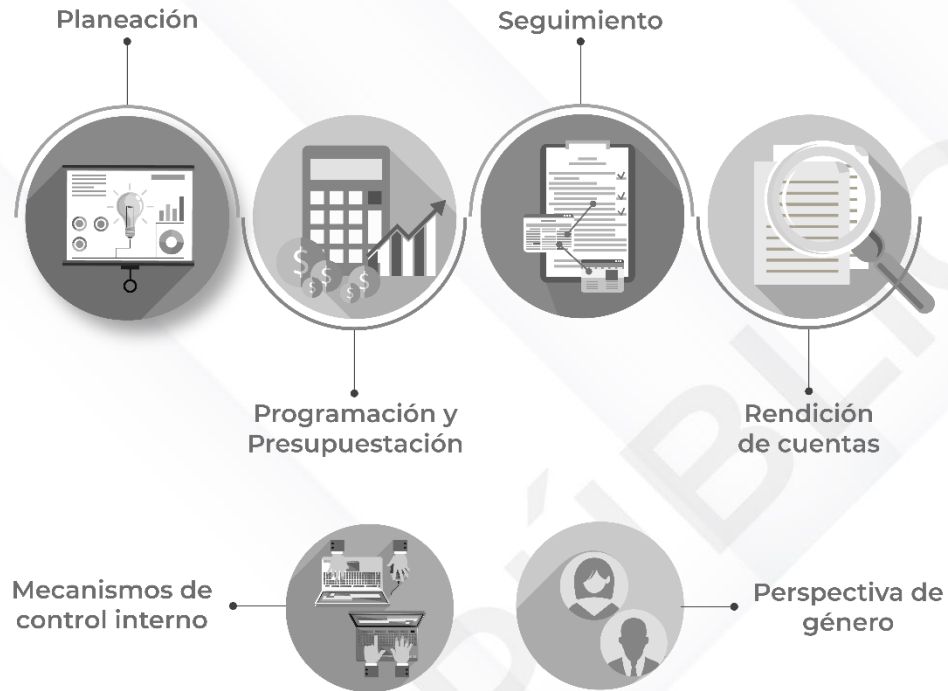 Planeación
Seguimiento
Programación y
Presupuestación
Rendición
de cuentas
Mecanismos de
control interno
Perspectiva de
género